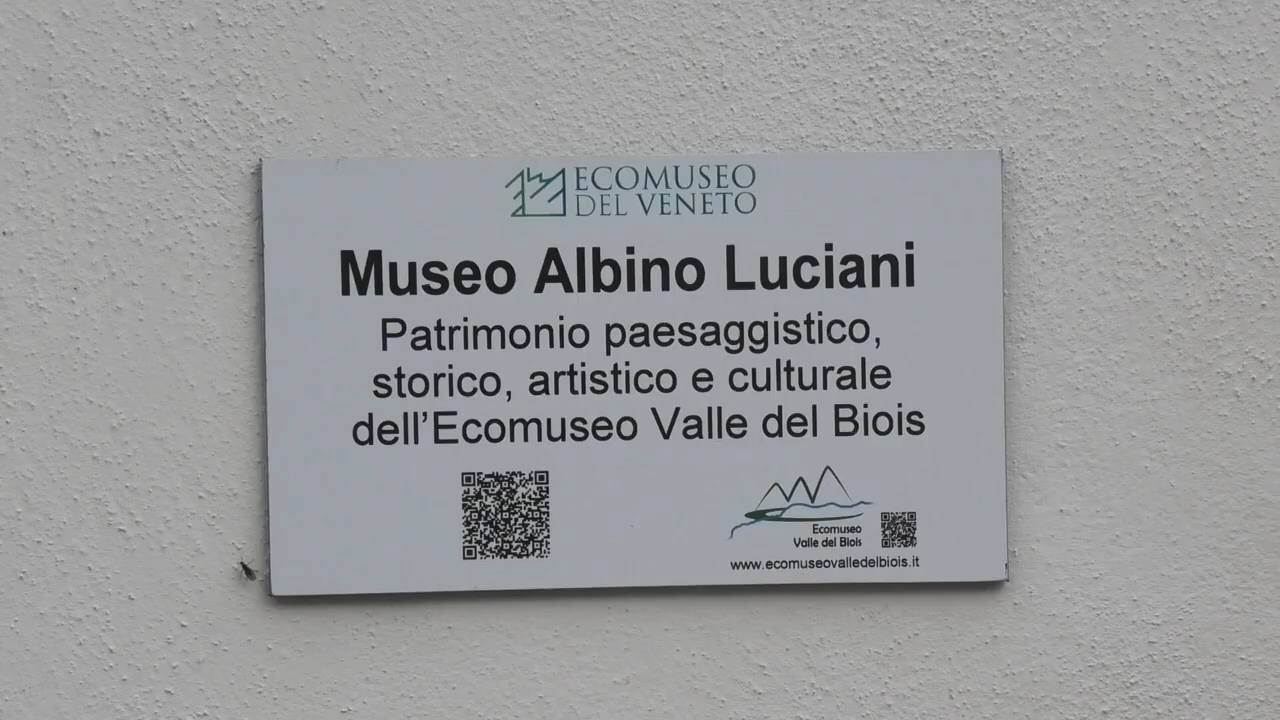 ECOMUSEO
DEL VENETO
Museo Albino Luciani
Patrimonio paesaggistico,
storico, artistico e culturale
dell'Ecomuseo Valle del Biois
Ecomuseo
Valle del Biois
www.ecomuseovalledelbiois.it